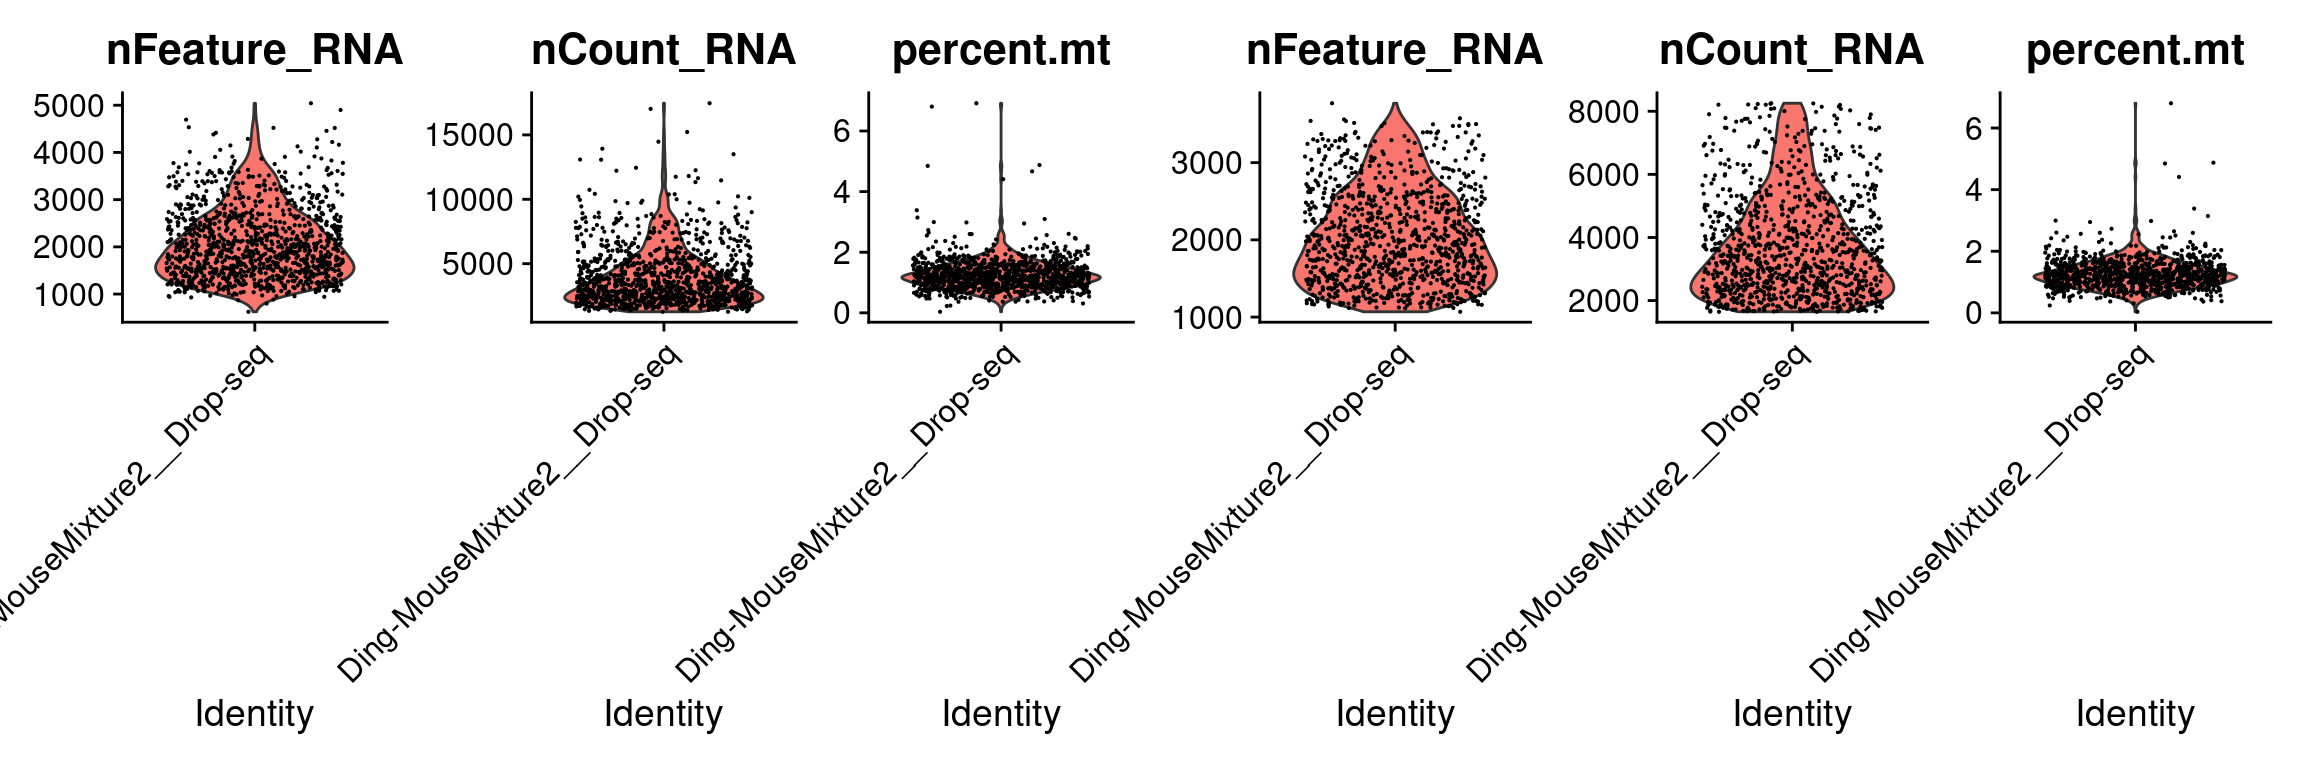 nFeature_RNA
5000
4000
3000
2000
1000
MouseMixture2__Drop-seq
Identity
nCount_RNA
15000
10000
5000
Ding-MouseMixture2__Drop-seq
Identity
percent.mt
6
4
2
0
Ding-MouseMixture2__Drop-seq
Identity
nFeature_RNA
3000
2000
1000
Ding-MouseMixture2__Drop-seq
Identity
nCount_RNA
8000
6000
4000
2000
Ding-MouseMixture2__Drop-seq
Identity
percent.mt
6
4
2
0
Ding-MouseMixture2__Drop-seq
Identity